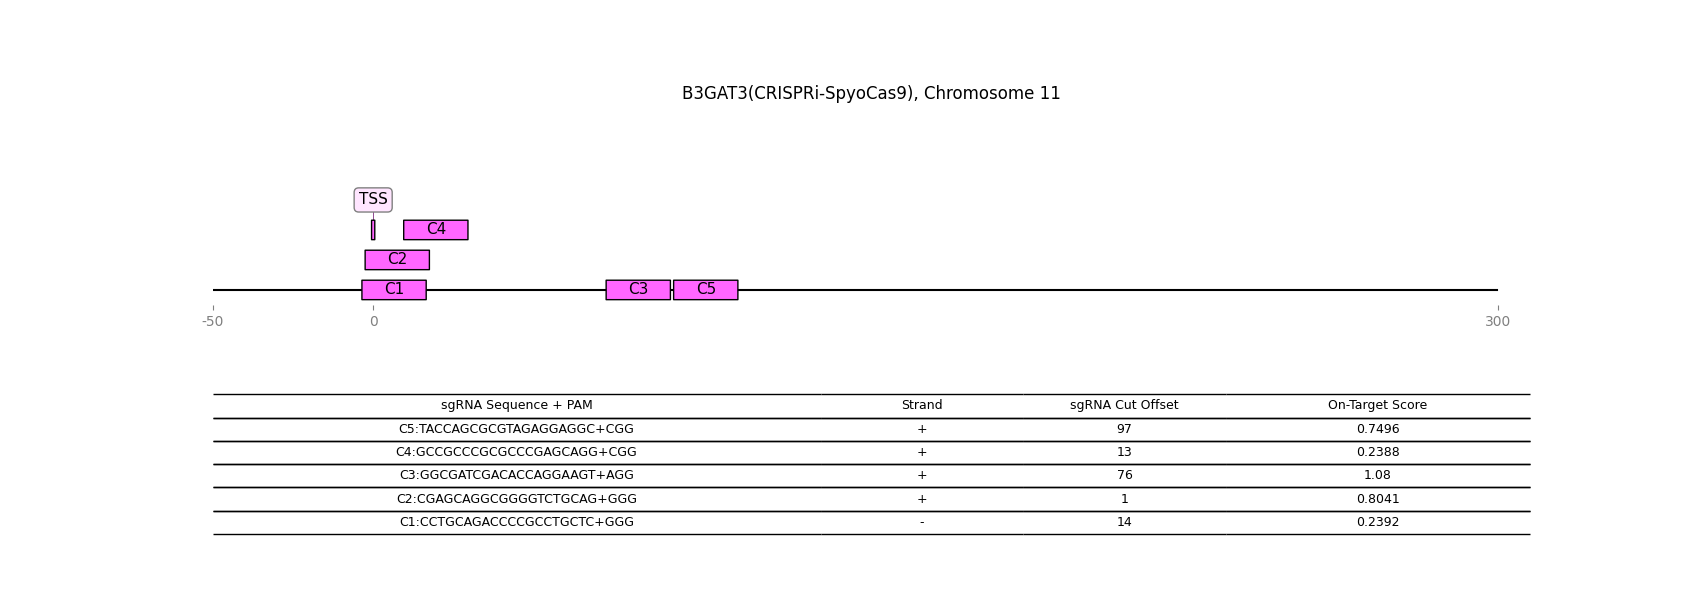 B3GAT3(CRISPRi-SpyoCas9), Chromosome 11
TSS
C4
C2
C1 C3 C5
-50 0 300
sgRNA Sequence + PAM Strand sgRNA Cut Offset On-Target Score
C5:TACCAGCGCGTAGAGGAGGC+CGG + 97 0.7496
C4:GCCGCCCGCGCCCGAGCAGG+CGG + 13 0.2388
C3:GGCGATCGACACCAGGAAGT+AGG + 76 1.08
C2:CGAGCAGGCGGGGTCTGCAG+GGG + 1 0.8041
C1:CCTGCAGACCCCGCCTGCTC+GGG - 14 0.2392